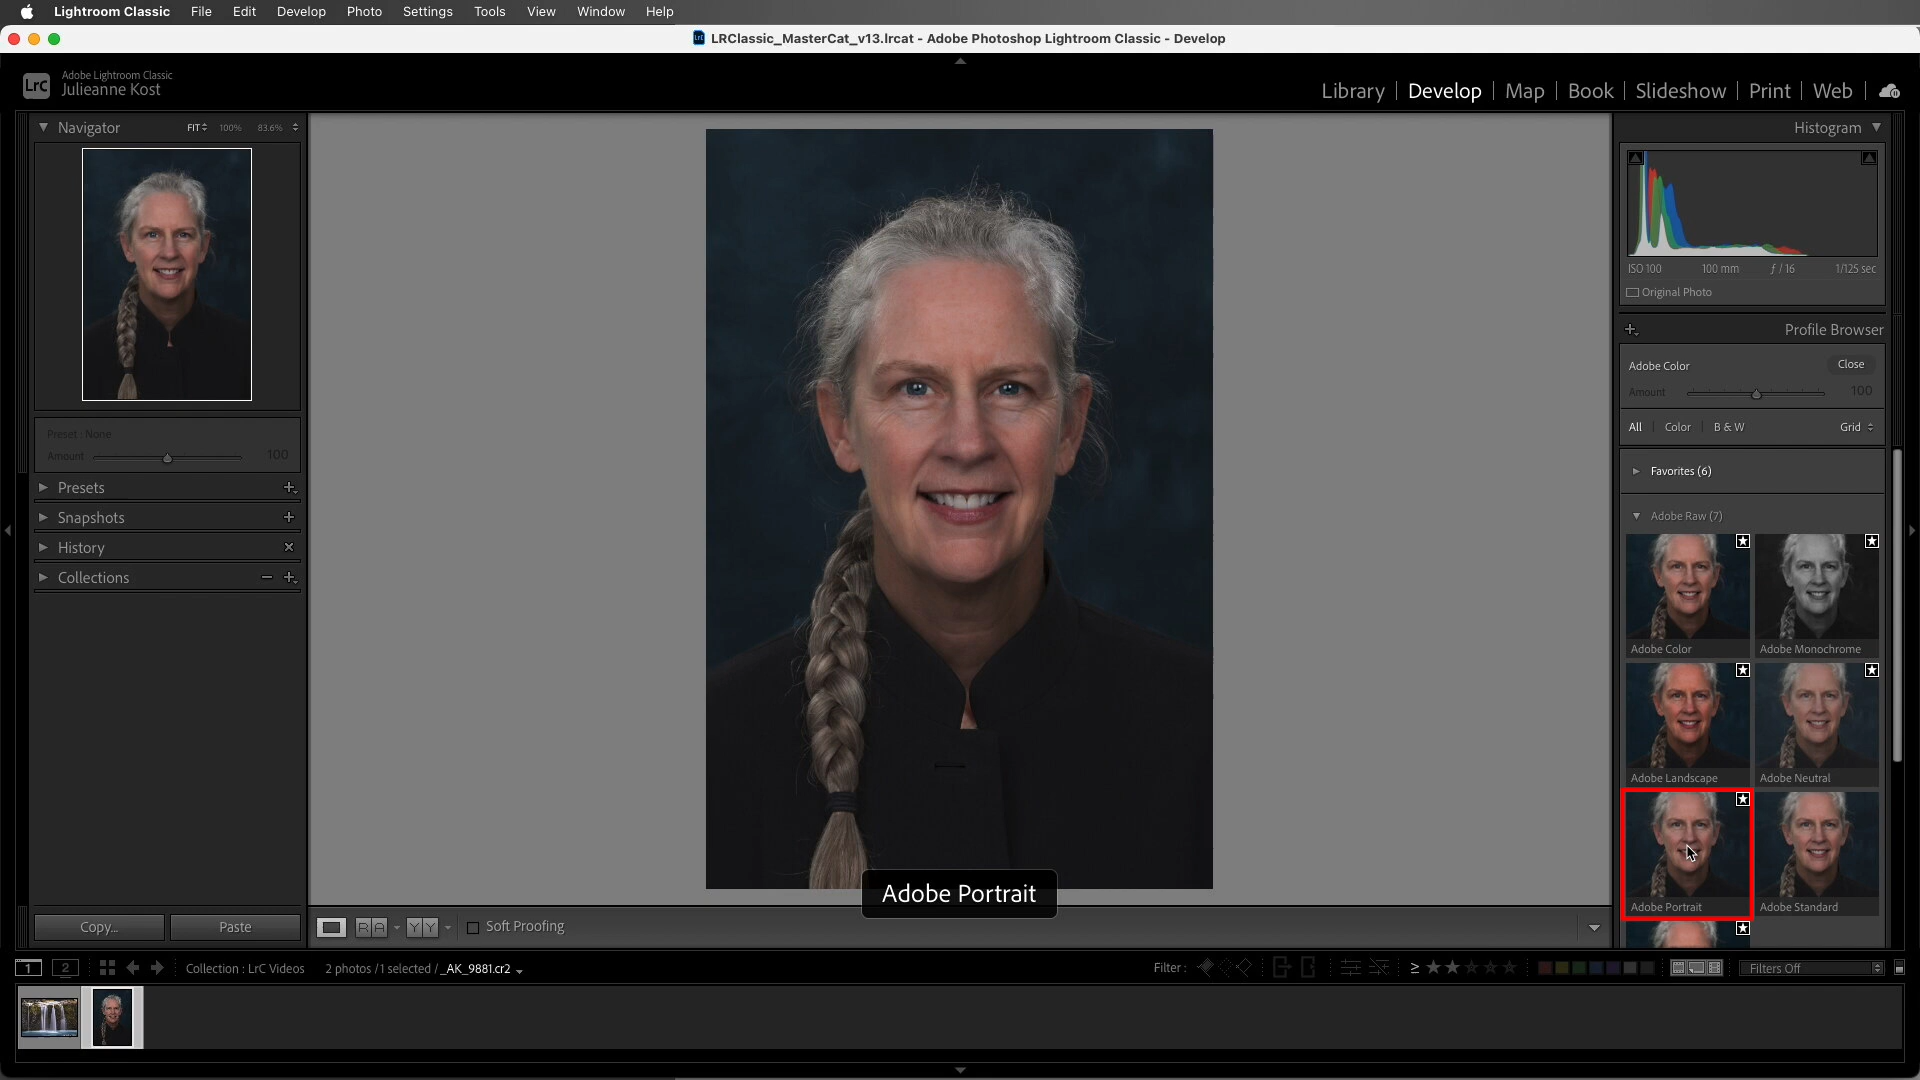 Lightroom Classic File Edit Develop Photo Settings Tools View Window Help
LRClassic_MasterCat_v13.lrcat - Adobe Photoshop Lightroom Classic - Develop
LrC Adobe Lightroom Classic
Julieanne Kost
Library | Develop | Map | Book | Slideshow | Print | Web
Navigator FIT 100% 83.6%
Histogram
ISO 100 100 mm ƒ / 16 1/125 sec
Original Photo
Profile Browser
Adobe Color Close
Amount 100
All Color B & W Grid
Favorites (6)
Adobe Raw (7)
Adobe Color Adobe Monochrome
Adobe Landscape Adobe Neutral
Adobe Portrait Adobe Standard
Preset : None
Amount 100
Presets
Snapshots
History
Collections
Adobe Portrait
Copy... Paste
R A Y Y Soft Proofing
1 2 Collection : LrC Videos 2 photos / 1 selected / _AK_9881.cr2 Filter : ≥ Filters Off